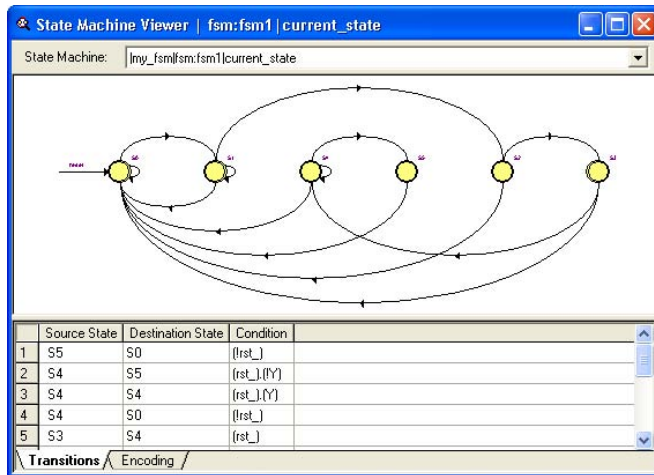 State Machine Viewer | fsm:fsm1|current_state
State Machine: |my_fsm|fsm:fsm1|current_state
Source State Destination State Condition
1 S5 S0 (!rst_)
2 S4 S5 (rst_).(!Y)
3 S4 S4 (rst_).(Y)
4 S4 S0 (!rst_)
5 S3 S4 (rst_)
Transitions Encoding